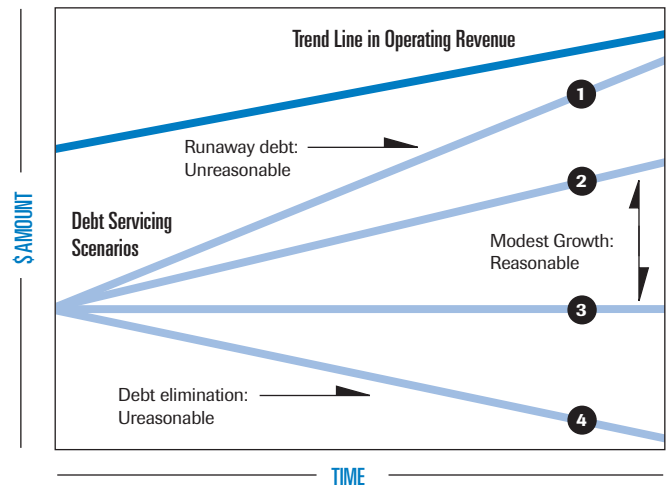 Trend Line in Operating Revenue
1
Runaway debt:
Unreasonable
2
Debt Servicing
Scenarios
$ AMOUNT
Modest Growth:
Reasonable
3
Debt elimination:
Ureasonable
4
TIME